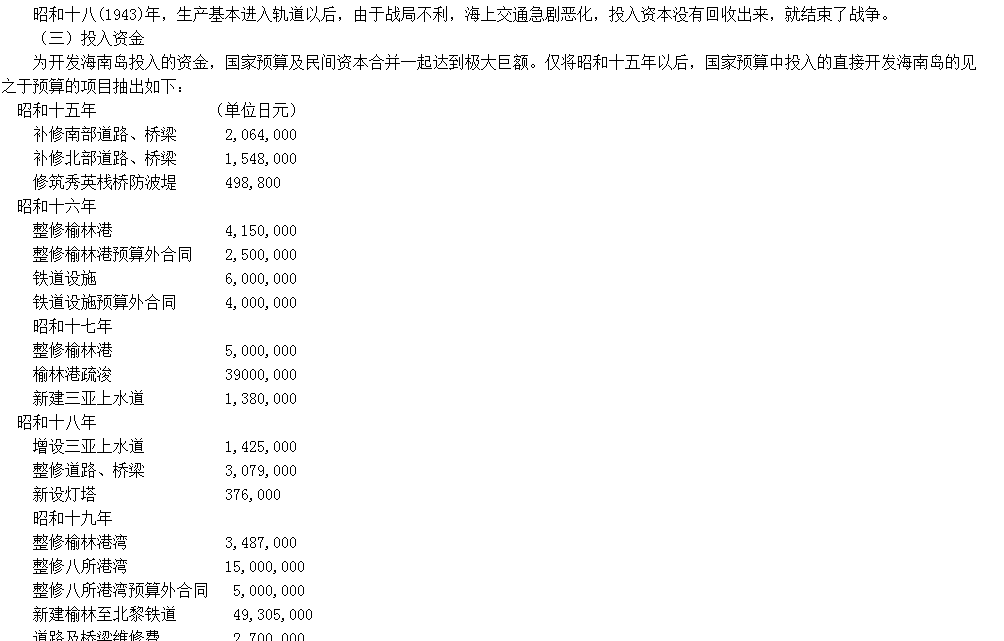 昭和十八(1943)年，生产基本进入轨道以后，由于战局不利，海上交通急剧恶化，投入资本没有回收出来，就结束了战争。
（三）投入资金
为开发海南岛投入的资金，国家预算及民间资本合并一起达到极大巨额。仅将昭和十五年以后，国家预算中投入的直接开发海南岛的见
之于预算的项目抽出如下：
昭和十五年 （单位日元）
补修南部道路、桥梁 2,064,000
补修北部道路、桥梁 1,548,000
修筑秀英栈桥防波堤 498,800
昭和十六年
整修榆林港 4,150,000
整修榆林港预算外合同 2,500,000
铁道设施 6,000,000
铁道设施预算外合同 4,000,000
昭和十七年
整修榆林港 5,000,000
榆林港疏浚 39000,000
新建三亚上水道 1,380,000
昭和十八年
增设三亚上水道 1,425,000
整修道路、桥梁 3,079,000
新设灯塔 376,000
昭和十九年
整修榆林港湾 3,487,000
整修八所港湾 15,000,000
整修八所港湾预算外合同 5,000,000
新建榆林至北黎铁道 49,305,000
道路及桥梁维修费 2,700,000